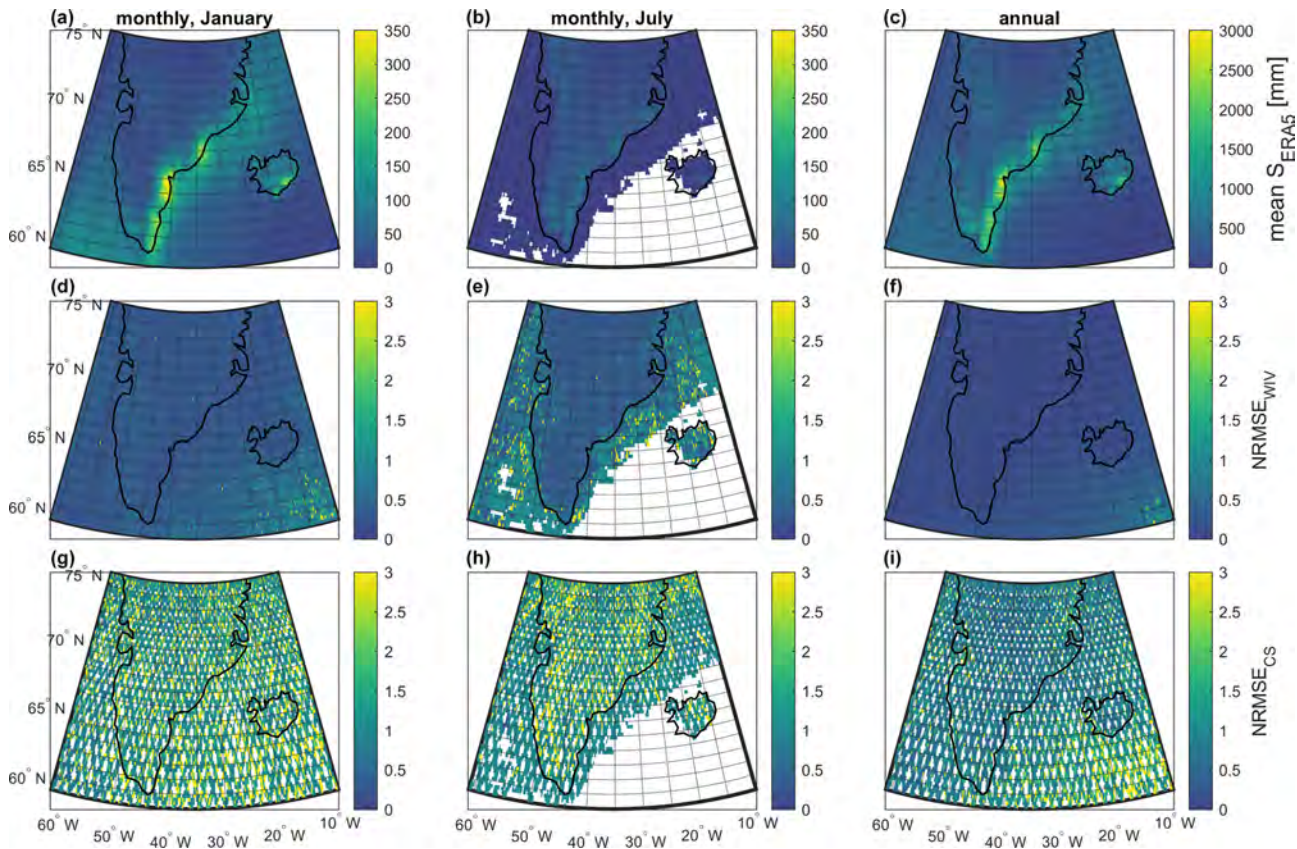 (a) monthly, January (b) monthly, July (c) annual
75° N 350 350 3000
300 300 2500
70° N 250 250 2000
200 200
65° N 150 150 1500
100 100 1000
60° N 50 50 500
0 0 0
mean S_ERA5 [mm]
(d) (e) (f)
75° N 3 3 3
2.5 2.5 2.5
70° N 2 2 2
65° N 1.5 1.5 1.5
1 1 1
60° N 0.5 0.5 0.5
0 0 0
NRMSE_WIV
(g) (h) (i)
75° N 3 3 3
2.5 2.5 2.5
70° N 2 2 2
65° N 1.5 1.5 1.5
1 1 1
60° N 0.5 0.5 0.5
0 0 0
NRMSE_CS
60° W 50° W 40° W 30° W 20° W 10° W 60° W 50° W 40° W 30° W 20° W 10° W 60° W 50° W 40° W 30° W 20° W 10° W